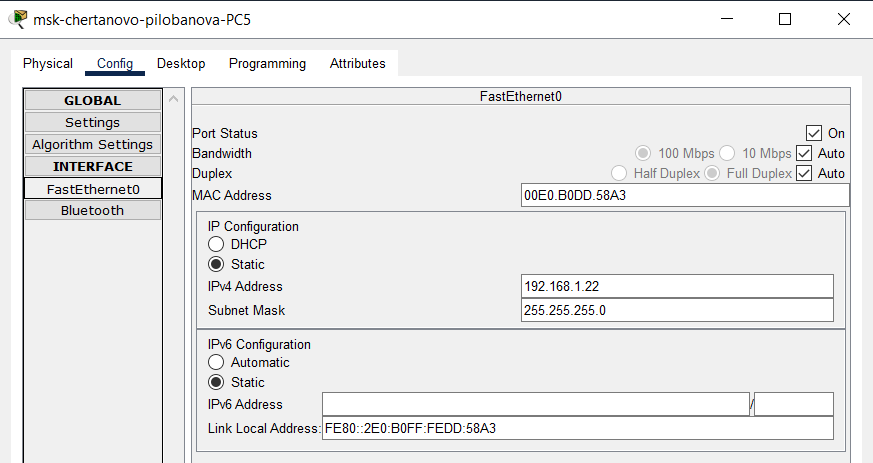 msk-chertanovo-pilobanova-PC5
Physical Config Desktop Programming Attributes
GLOBAL
Settings
Algorithm Settings
INTERFACE
FastEthernet0
Bluetooth
FastEthernet0
Port Status On
Bandwidth 100 Mbps 10 Mbps Auto
Duplex Half Duplex Full Duplex Auto
MAC Address 00E0.B0DD.58A3
IP Configuration
DHCP
Static
IPv4 Address 192.168.1.22
Subnet Mask 255.255.255.0
IPv6 Configuration
Automatic
Static
IPv6 Address /
Link Local Address: FE80::2E0:B0FF:FEDD:58A3